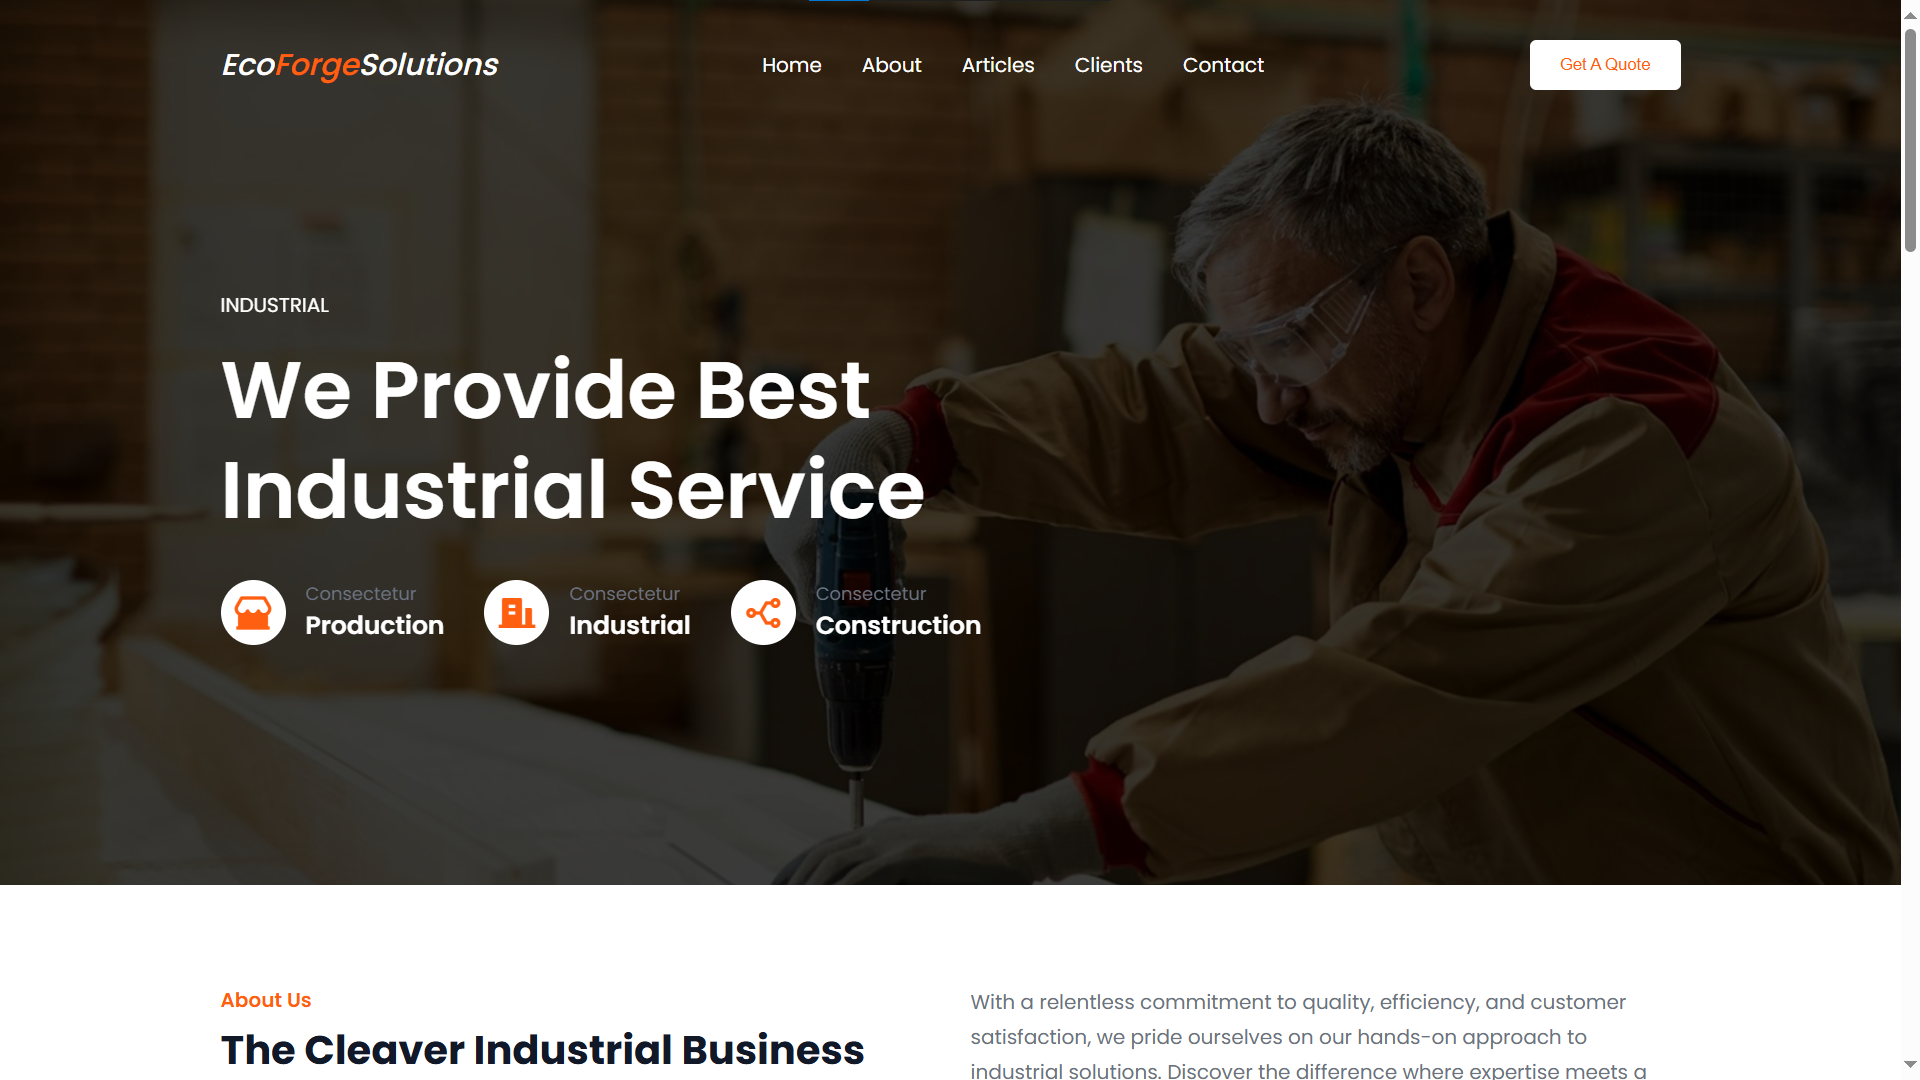 EcoForgeSolutions
Home About Articles Clients Contact
Get A Quote
INDUSTRIAL
We Provide Best
Industrial Service
Consectetur
Production
Consectetur
Industrial
Consectetur
Construction
About Us
The Cleaver Industrial Business
With a relentless commitment to quality, efficiency, and customer
satisfaction, we pride ourselves on our hands-on approach to
industrial solutions. Discover the difference where expertise meets a